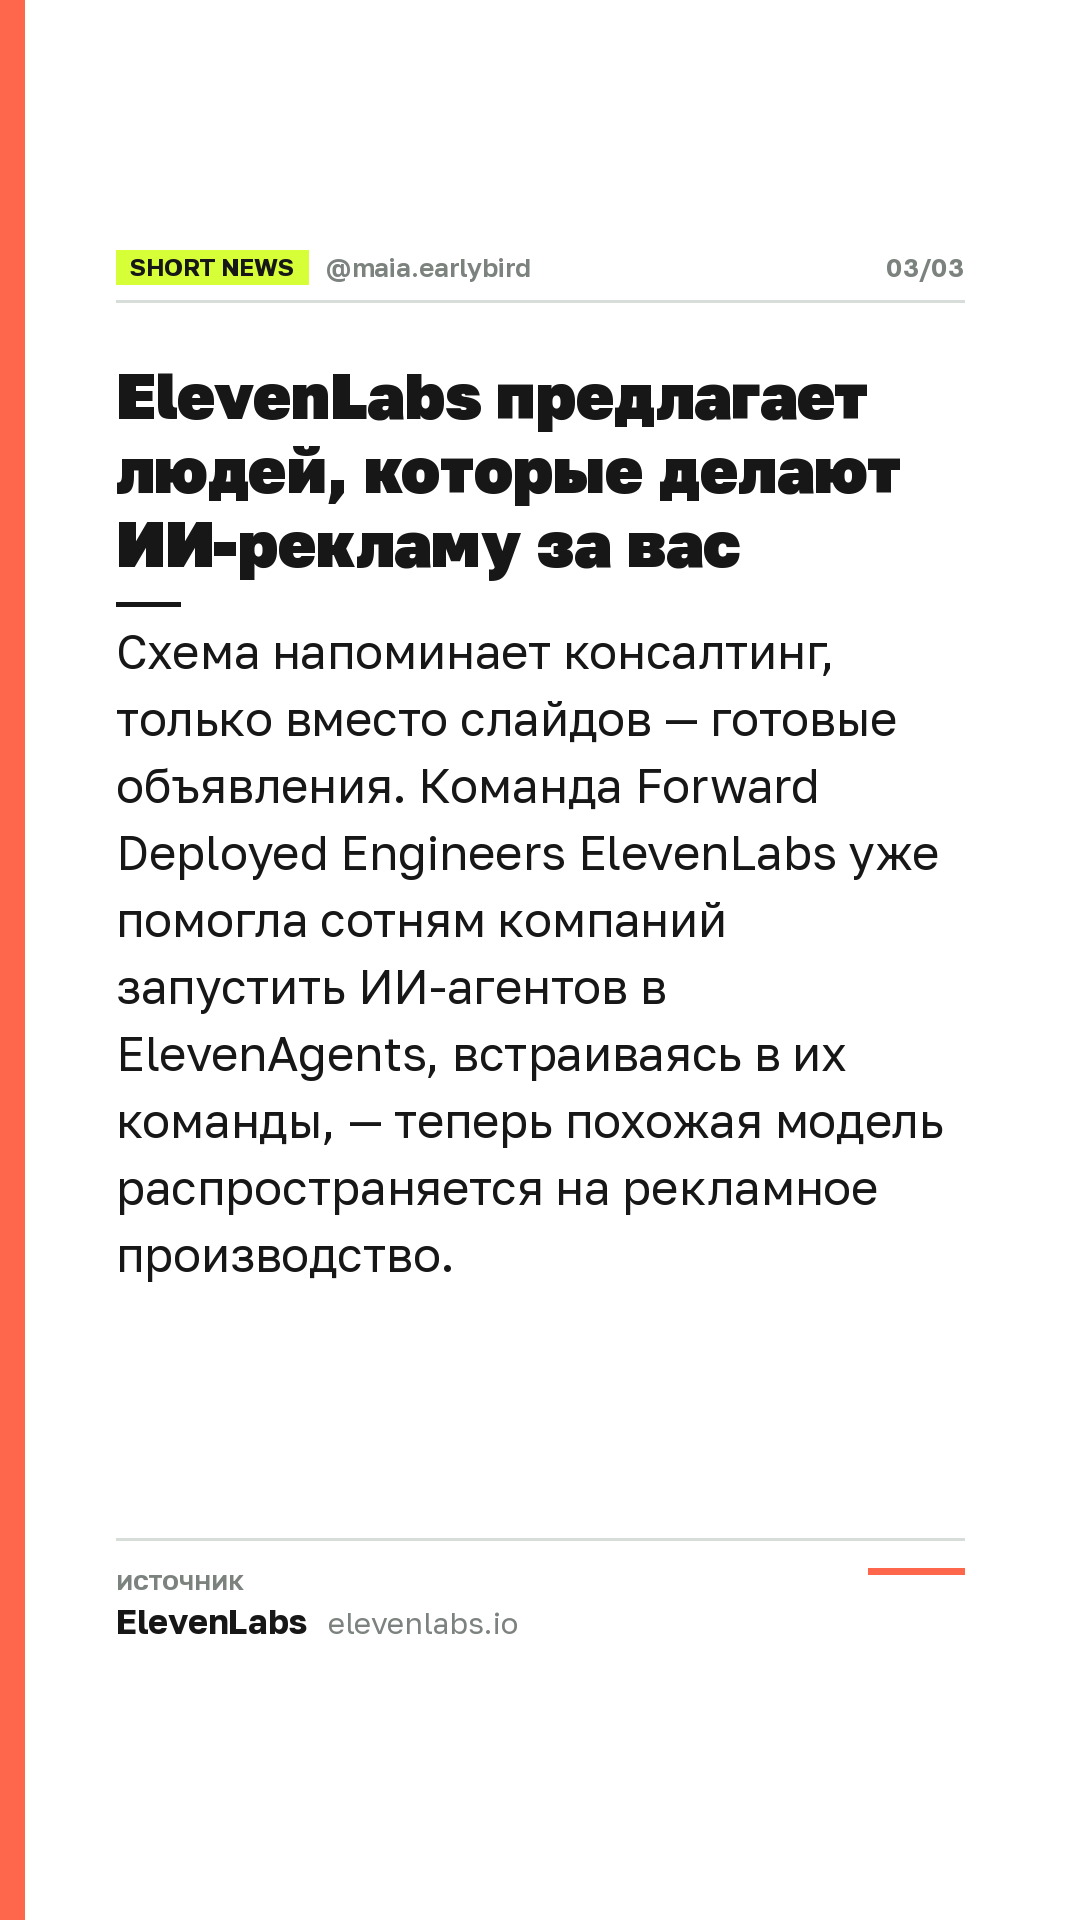 SHORT NEWS @maia.earlybird 03/03
ElevenLabs предлагает
людей, которые делают
ИИ-рекламу за вас
Схема напоминает консалтинг,
только вместо слайдов — готовые
объявления. Команда Forward
Deployed Engineers ElevenLabs уже
помогла сотням компаний
запустить ИИ-агентов в
ElevenAgents, встраиваясь в их
команды, — теперь похожая модель
распространяется на рекламное
производство.
источник
ElevenLabs elevenlabs.io